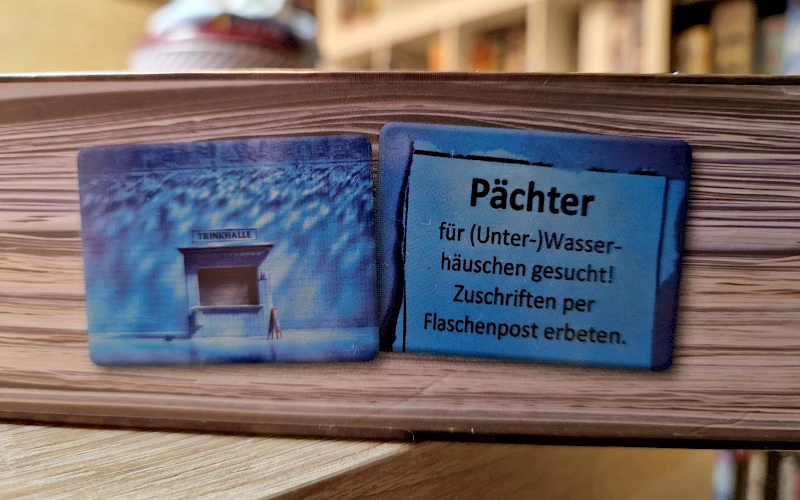 TRINKHALLE
Pächter
für (Unter-)Wasser-
häuschen gesucht!
Zuschriften per
Flaschenpost erbeten.